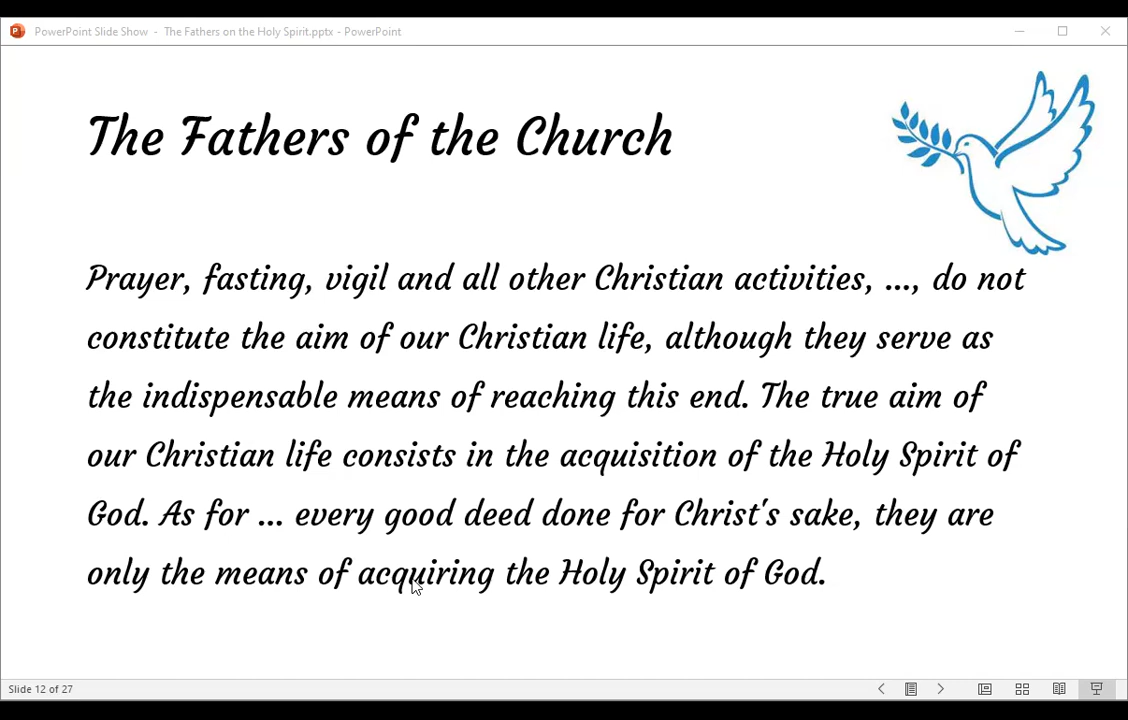 PowerPoint Slide Show - The Fathers on the Holy Spirit.pptx - PowerPoint
The Fathers of the Church
Prayer, fasting, vigil and all other Christian activities, ..., do not
constitute the aim of our Christian life, although they serve as
the indispensable means of reaching this end. The true aim of
our Christian life consists in the acquisition of the Holy Spirit of
God. As for ... every good deed done for Christ's sake, they are
only the means of acquiring the Holy Spirit of God.
Slide 12 of 27